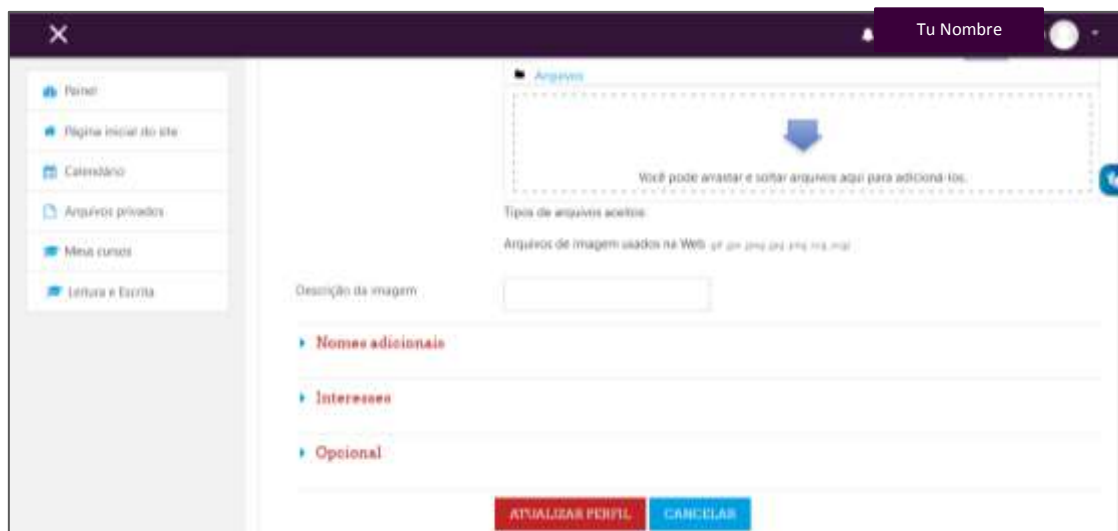 Tu Nombre
Painel
Página inicial do site
Calendário
Arquivos privados
Meus cursos
Leitura e Escrita
Arquivos
Você pode arrastar e soltar arquivos aqui para adicioná-los.
Tipos de arquivos aceitos:
Arquivos de imagem usados na Web
Descrição da imagem
Nomes adicionais
Interesses
Opcional
ATUALIZAR PERFIL
CANCELAR